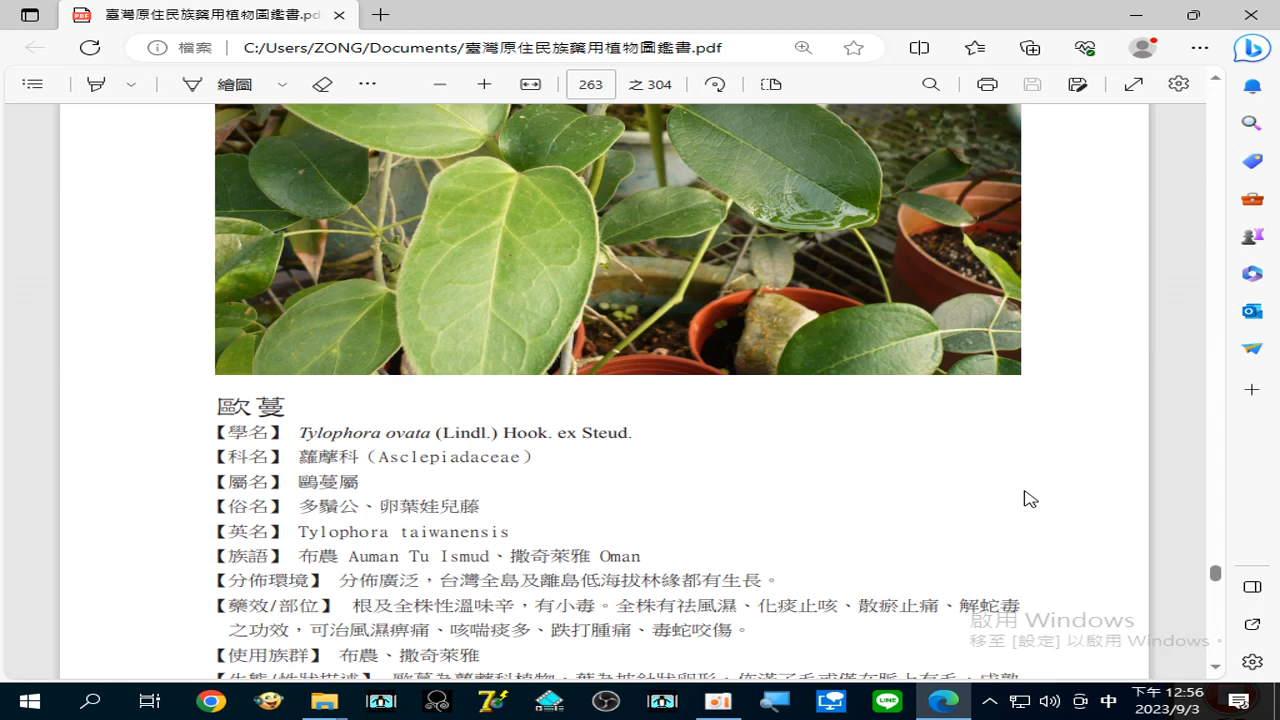 臺灣原住民族藥用植物圖鑑書.pd
檔案 C:/Users/ZONG/Documents/臺灣原住民族藥用植物圖鑑書.pdf
繪圖 263 之 304
歐蔓
【學名】 Tylophora ovata (Lindl.) Hook. ex Steud.
【科名】 蘿藦科（Asclepiadaceae）
【屬名】 鷗蔓屬
【俗名】 多鬚公、卵葉娃兒藤
【英名】 Tylophora taiwanensis
【族語】 布農 Auman Tu Ismud、撒奇萊雅 Oman
【分佈環境】 分佈廣泛，台灣全島及離島低海拔林緣都有生長。
【藥效/部位】 根及全株性溫味辛，有小毒。全株有祛風濕、化痰止咳、散瘀止痛、解蛇毒
之功效，可治風濕痹痛、咳喘痰多、跌打腫痛、毒蛇咬傷。
【使用族群】 布農、撒奇萊雅
啟用 Windows
移至 [設定] 以啟用 Windows。
中
下午 12:56
2023/9/3